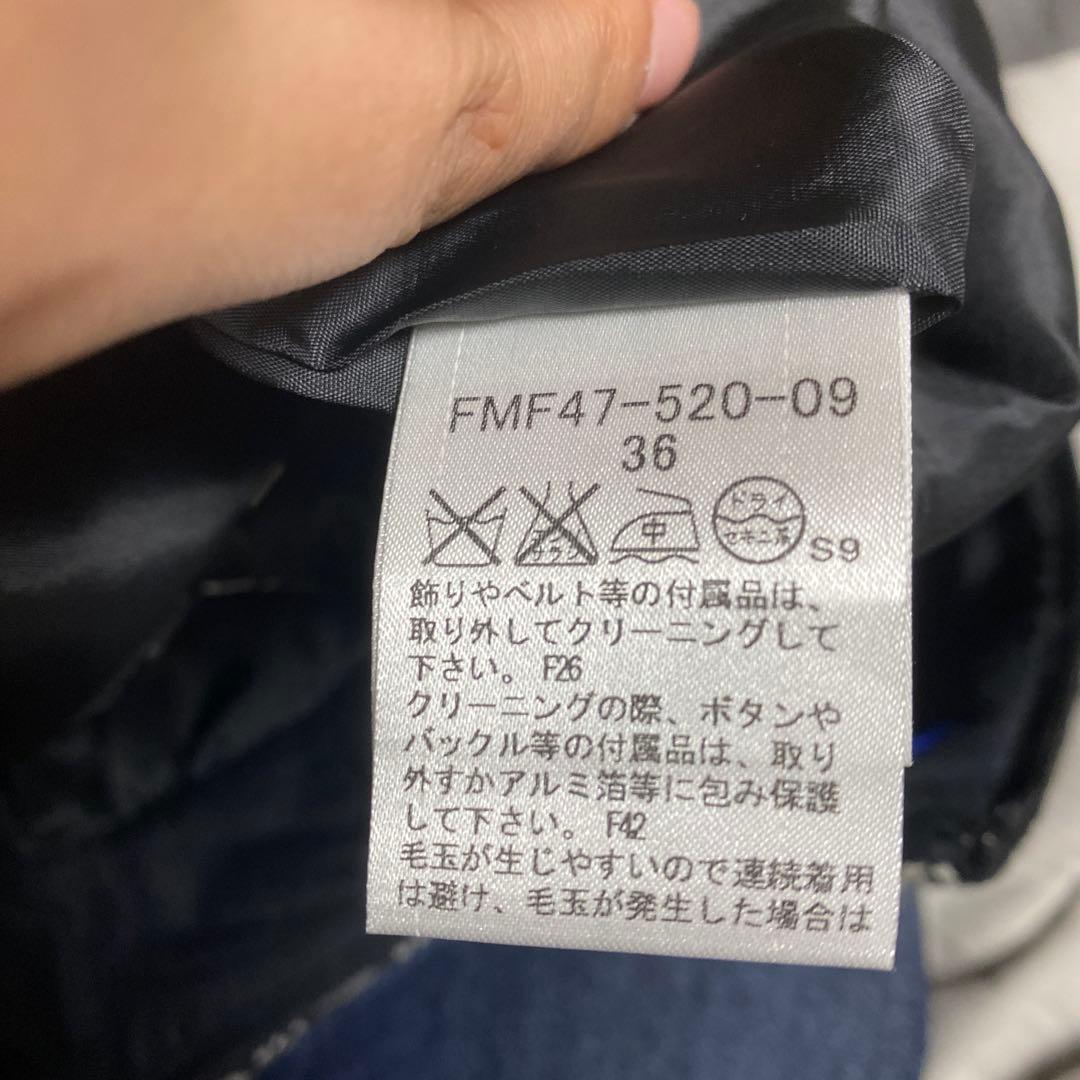 FMF47-520-09
36
中 ドライ
セキユ系 S9
飾りやベルト等の付属品は、
取り外してクリーニングして
下さい。 F26
クリーニングの際、ボタンや
バックル等の付属品は、取り
外すかアルミ箔等に包み保護
して下さい。 F42
毛玉が生じやすいので連続着用
は避け、毛玉が発生した場合は